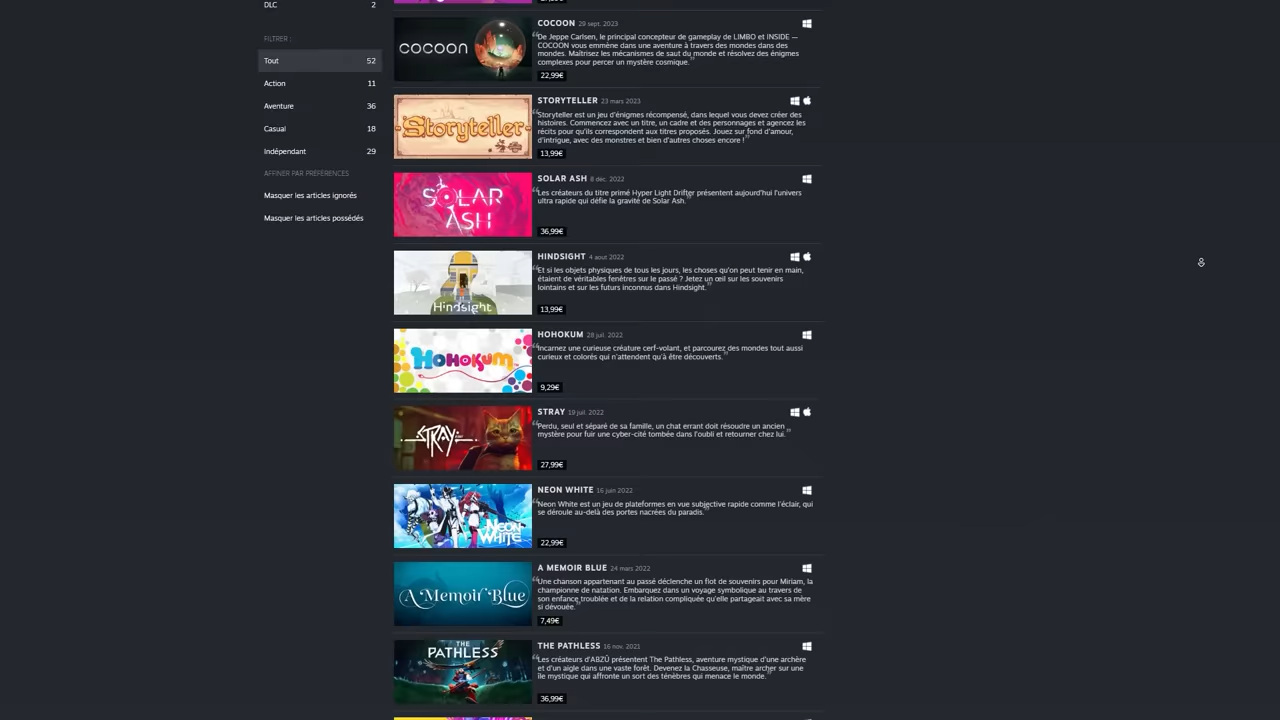 DLC 2
FILTRER :
Tout 52
Action 11
Aventure 36
Casual 18
Indépendant 29
AFFINER PAR PRÉFÉRENCES
Masquer les articles ignorés
Masquer les articles possédés
COCOON
COCOON 29 sept. 2023
“De Jeppe Carlsen, le principal concepteur de gameplay de LIMBO et INSIDE —
COCOON vous emmène dans une aventure à travers des mondes dans des
mondes. Maîtrisez les mécanismes de saut du monde et résolvez des énigmes
complexes pour percer un mystère cosmique.”
22,99€
Storyteller
STORYTELLER 23 mars 2023
“Storyteller est un jeu d'énigmes récompensé, dans lequel vous devez créer des
histoires. Commencez avec un titre, un cadre et des personnages et agencez les
récits pour qu'ils correspondent aux titres proposés. Jouez sur fond d'amour,
d'intrigue, avec des monstres et bien d'autres choses encore !”
13,99€
SOLAR
ASH
SOLAR ASH 8 déc. 2022
“Les créateurs du titre primé Hyper Light Drifter présentent aujourd'hui l'univers
ultra rapide qui défie la gravité de Solar Ash.”
36,99€
Hindsight
HINDSIGHT 4 aout 2022
“Et si les objets physiques de tous les jours, les choses qu'on peut tenir en main,
étaient de véritables fenêtres sur le passé ? Jetez un œil sur les souvenirs
lointains et sur les futurs inconnus dans Hindsight.”
13,99€
HOHOKUM
HOHOKUM 28 juil. 2022
“Incarnez une curieuse créature cerf-volant, et parcourez des mondes tout aussi
curieux et colorés qui n'attendent qu'à être découverts.”
9,29€
STRAY
STRAY 19 juil. 2022
“Perdu, seul et séparé de sa famille, un chat errant doit résoudre un ancien
mystère pour fuir une cyber-cité tombée dans l'oubli et retourner chez lui.”
27,99€
NEON
WHITE
NEON WHITE 16 juin 2022
“Neon White est un jeu de plateformes en vue subjective rapide comme l'éclair, qui
se déroule au-delà des portes nacrées du paradis.”
22,99€
A Memoir Blue
A MEMOIR BLUE 24 mars 2022
“Une chanson appartenant au passé déclenche un flot de souvenirs pour Miriam, la
championne de natation. Embarquez dans un voyage symbolique au travers de
son enfance troublée et de la relation compliquée qu'elle partageait avec sa mère
si dévouée.”
7,49€
THE
PATHLESS
THE PATHLESS 16 nov. 2021
“Les créateurs d'ABZÛ présentent The Pathless, aventure mystique d'une archère
et d'un aigle dans une vaste forêt. Devenez la Chasseuse, maître archer sur une
île mystique qui affronte un sort des ténèbres qui menace le monde.”
36,99€